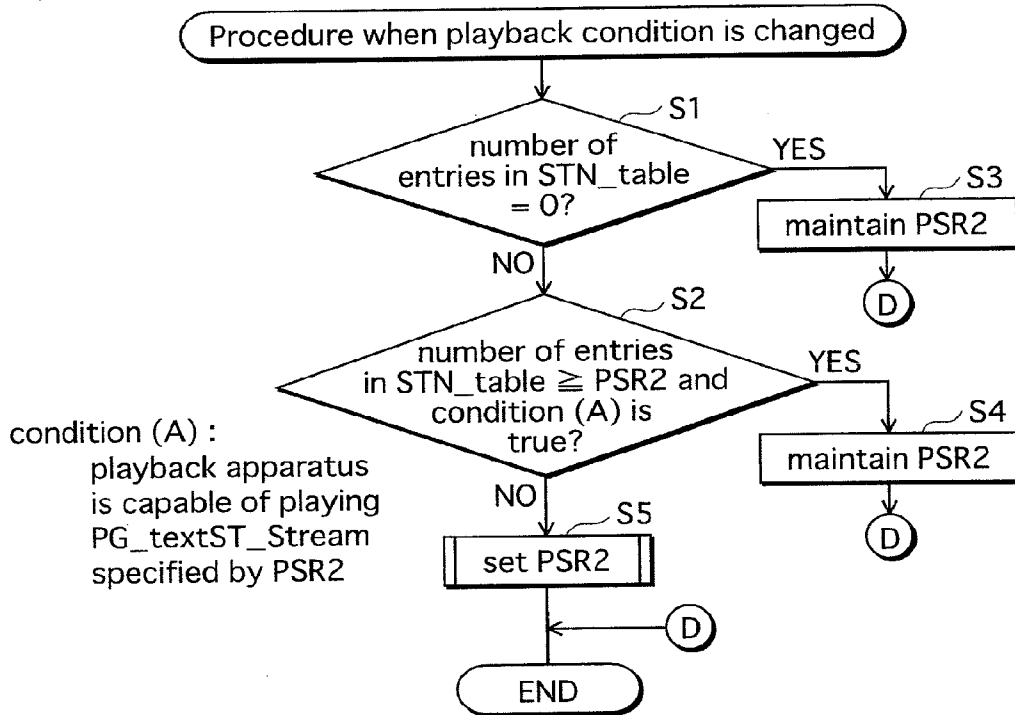 Procedure when playback condition is changed
S1
number of
entries in STN_table
= 0?
YES
S3
maintain PSR2
D
NO
S2
number of entries
in STN_table ≧ PSR2 and
condition (A) is
true?
YES
S4
maintain PSR2
D
condition (A) :
playback apparatus
is capable of playing
PG_textST_Stream
specified by PSR2
NO
S5
set PSR2
D
END